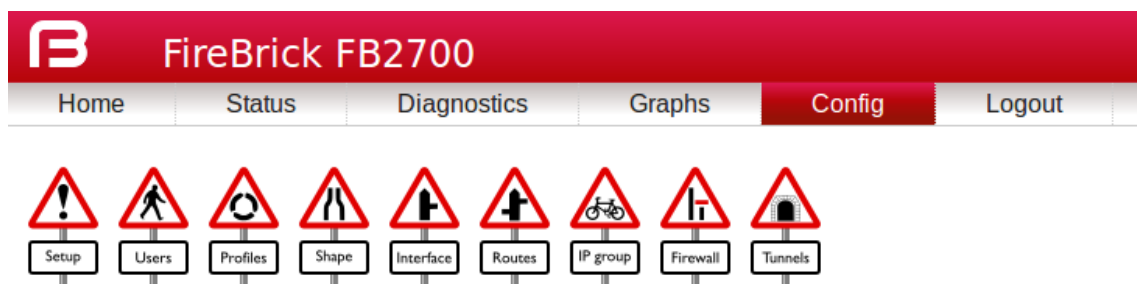 FireBrick FB2700
Home Status Diagnostics Graphs Config Logout
Setup Users Profiles Shape Interface Routes IP group Firewall Tunnels